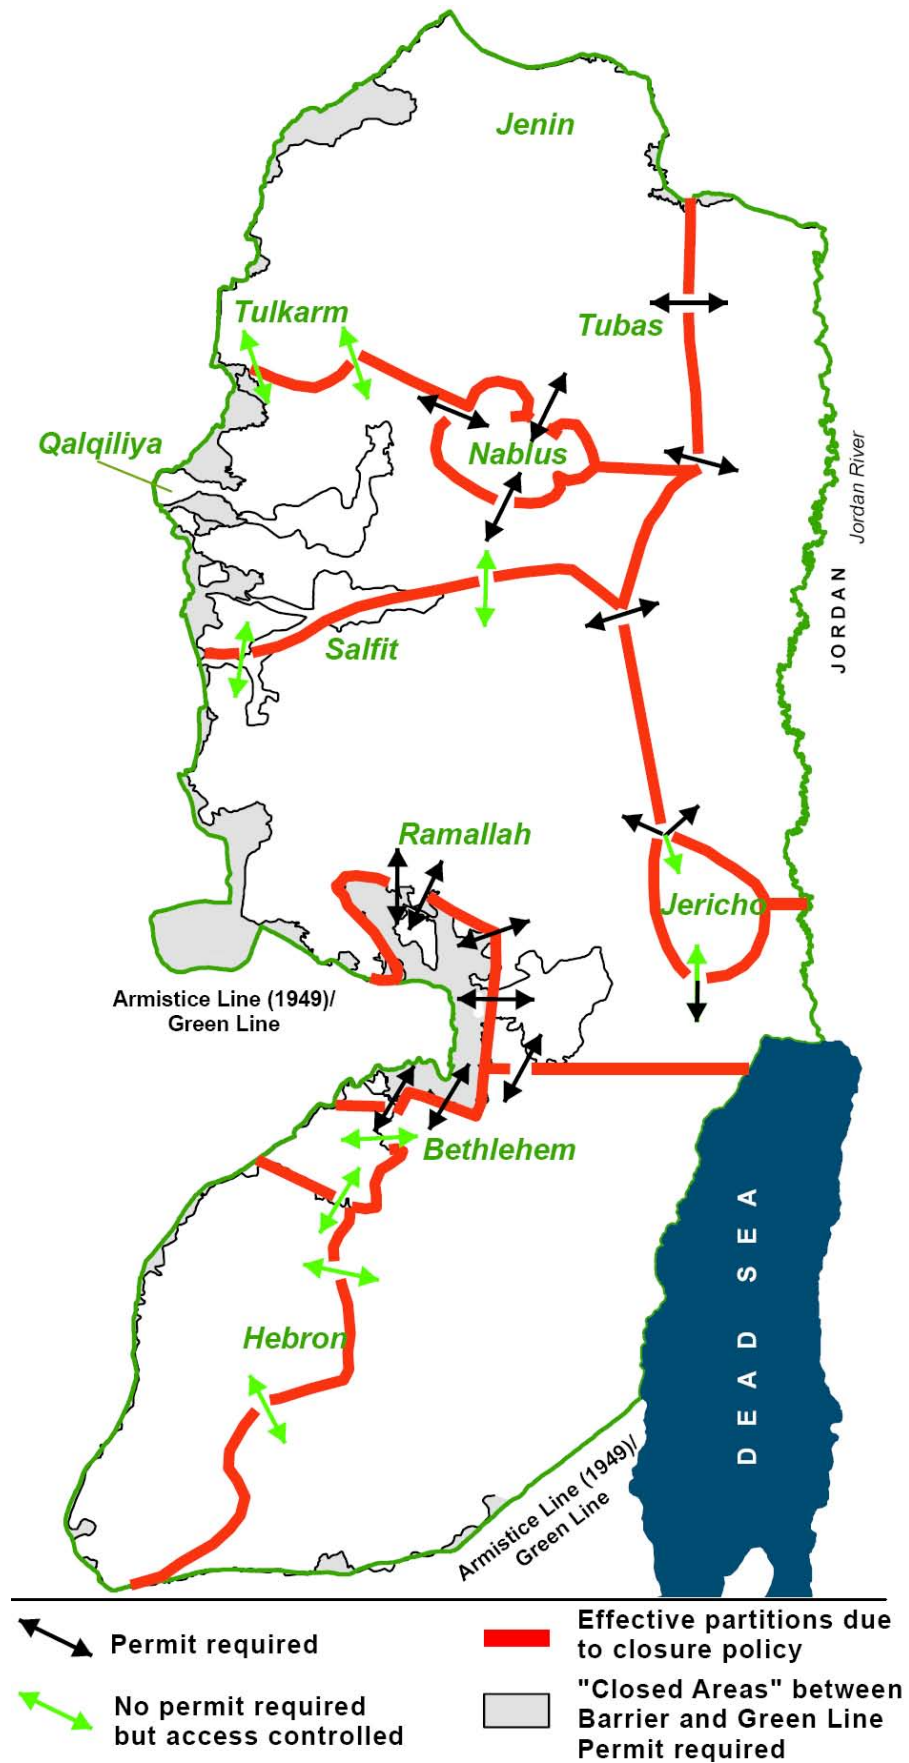 Jenin
Tulkarm
Tubas
Qalqiliya
Nablus
Jordan River
JORDAN
Salfit
Ramallah
Jericho
Armistice Line (1949)/
Green Line
Bethlehem
DEAD SEA
Hebron
Armistice Line (1949)/
Green Line
Permit required
No permit required
but access controlled
Effective partitions due
to closure policy
"Closed Areas" between
Barrier and Green Line
Permit required